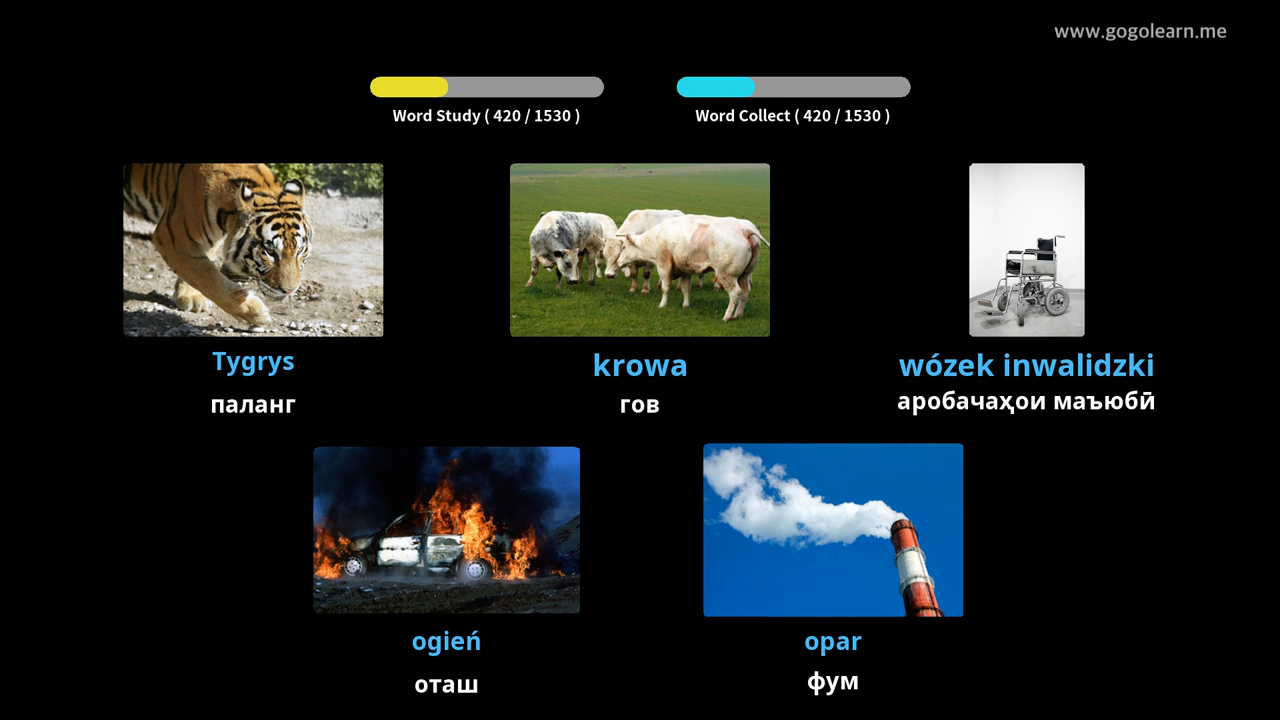 www.gogolearn.me
Word Study ( 420 / 1530 )
Word Collect ( 420 / 1530 )
Tygrys
krowa
wózek inwalidzki
паланг
гов
аробачаҳои маъюбӣ
ogień
opar
оташ
фум